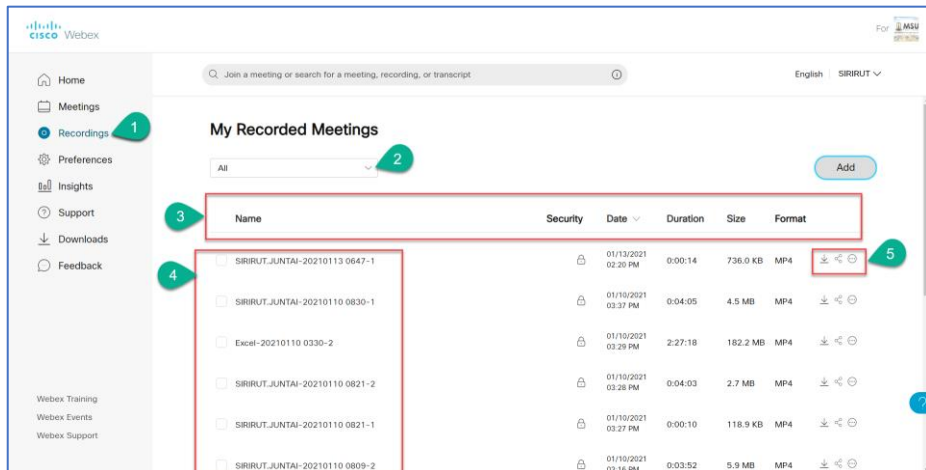 CISCO Webex
For MSU
Home
Meetings
Recordings
Preferences
Insights
Support
Downloads
Feedback
Webex Training
Webex Events
Webex Support
Join a meeting or search for a meeting, recording, or transcript
English SIRIRUT
1
My Recorded Meetings
All
2
Add
3
Name Security Date Duration Size Format
4
5
SIRIRUT.JUNTAI-20210113 0647-1 01/13/2021 02:20 PM 0:00:14 736.0 KB MP4
SIRIRUT.JUNTAI-20210110 0830-1 01/10/2021 03:37 PM 0:04:05 4.5 MB MP4
Excel-20210110 0330-2 01/10/2021 03:29 PM 2:27:18 182.2 MB MP4
SIRIRUT.JUNTAI-20210110 0821-2 01/10/2021 03:28 PM 0:04:03 2.7 MB MP4
SIRIRUT.JUNTAI-20210110 0821-1 01/10/2021 03:27 PM 0:00:10 118.9 KB MP4
SIRIRUT.JUNTAI-20210110 0809-2 01/10/2021 03:16 PM 0:03:52 5.9 MB MP4
?